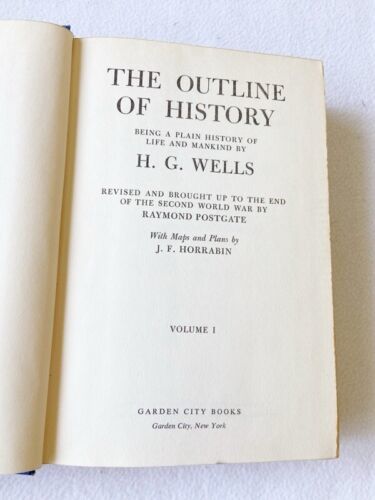 THE OUTLINE
OF HISTORY
BEING A PLAIN HISTORY OF
LIFE AND MANKIND BY
H. G. WELLS
REVISED AND BROUGHT UP TO THE END
OF THE SECOND WORLD WAR BY
RAYMOND POSTGATE
With Maps and Plans by
J. F. HORRABIN
VOLUME I
GARDEN CITY BOOKS
Garden City, New York